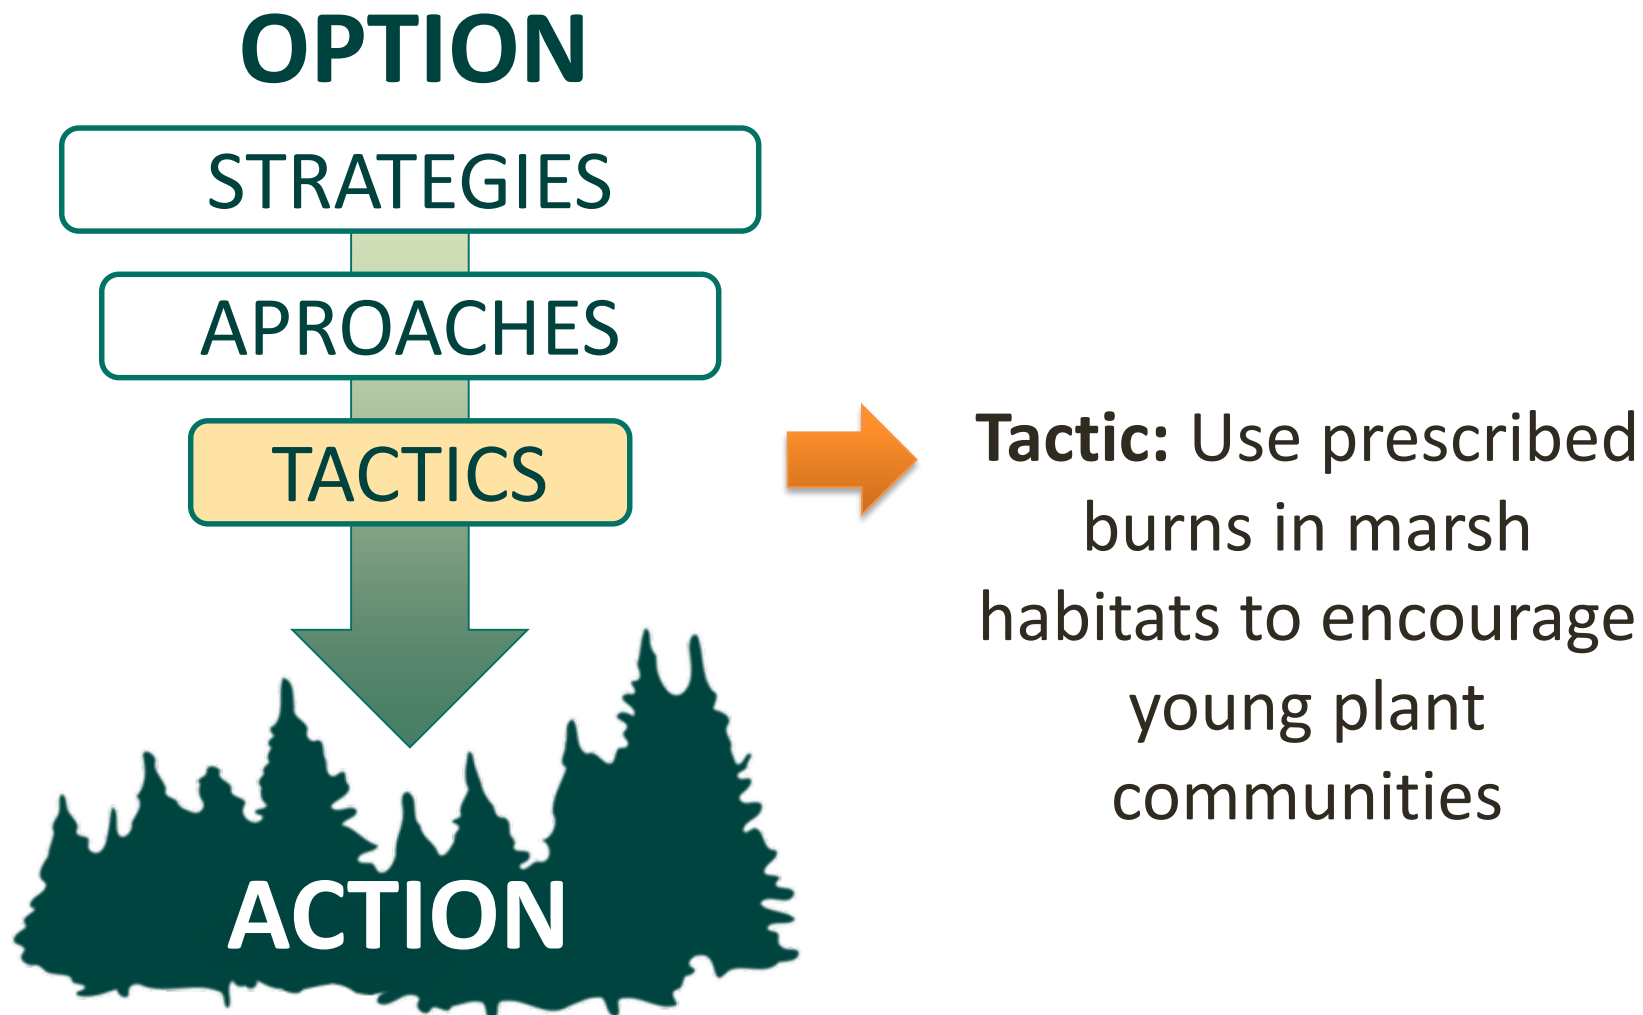 OPTION
STRATEGIES
APROACHES
TACTICS
ACTION
Tactic: Use prescribed
burns in marsh
habitats to encourage
young plant
communities